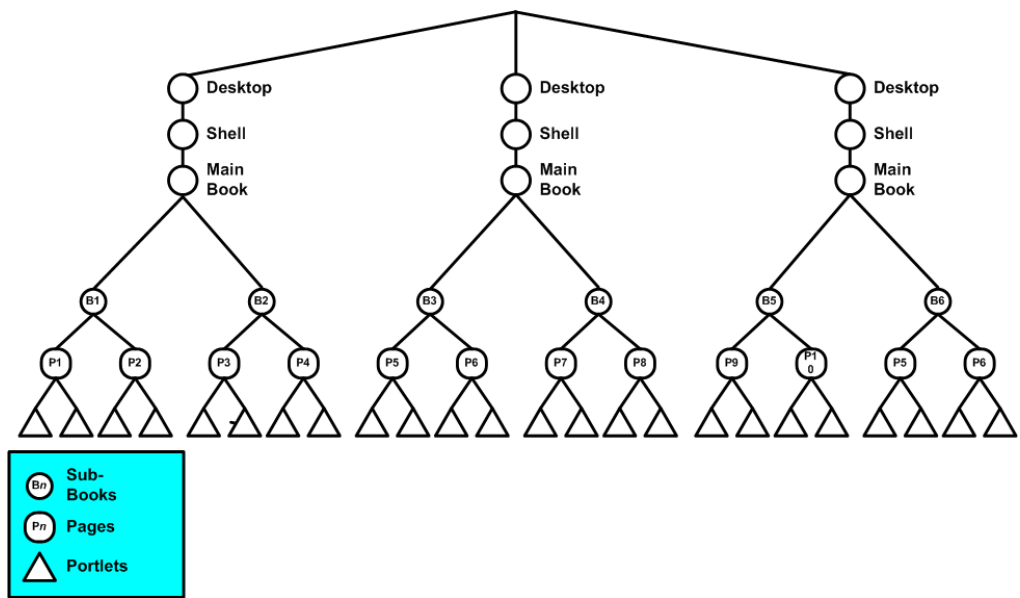 Desktop
Desktop
Desktop
Shell
Shell
Shell
Main
Book
Main
Book
Main
Book
B1
B2
B3
B4
B5
B6
P1
P2
P3
P4
P5
P6
P7
P8
P9
P1
0
P5
P6
Bn
Sub-
Books
Pn
Pages
Portlets